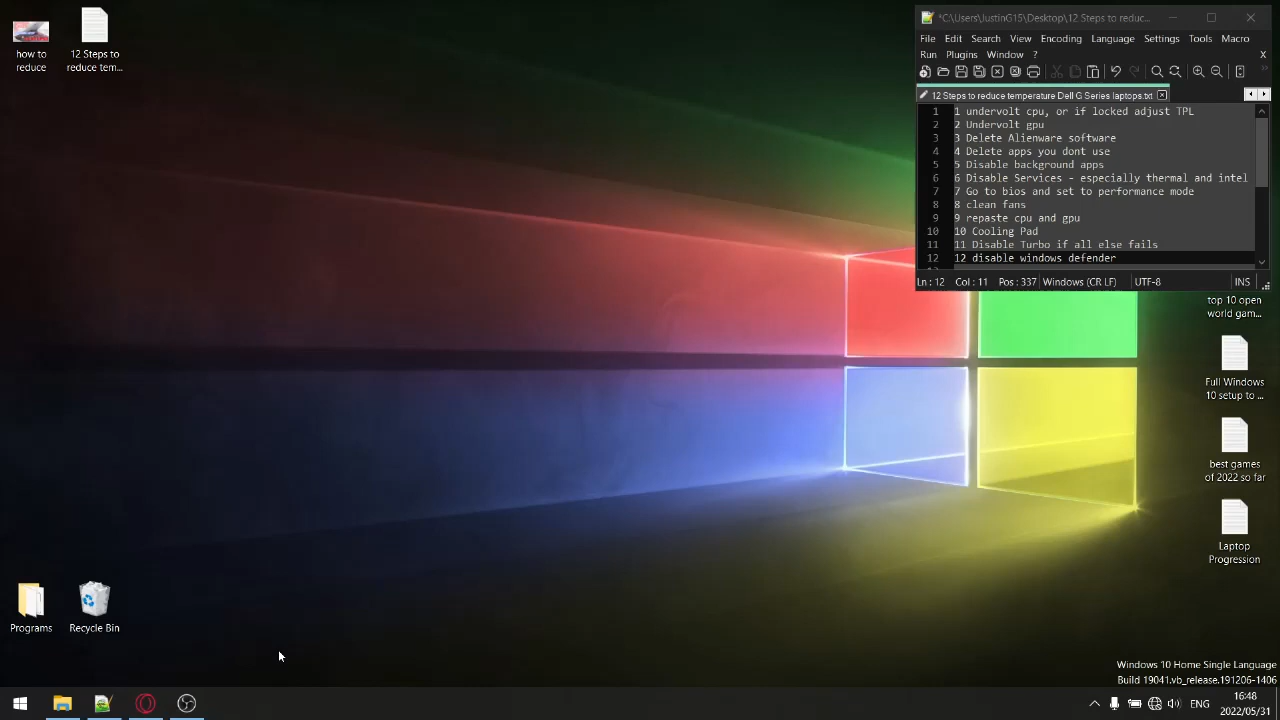 how to
reduce
12 Steps to
reduce tem...
*C:\Users\JustinG15\Desktop\12 Steps to reduc...
File Edit Search View Encoding Language Settings Tools Macro
Run Plugins Window ? X
12 Steps to reduce temperature Dell G Series laptops.txt
1 1 undervolt cpu, or if locked adjust TPL
2 2 Undervolt gpu
3 3 Delete Alienware software
4 4 Delete apps you dont use
5 5 Disable background apps
6 6 Disable Services - especially thermal and intel
7 7 Go to bios and set to performance mode
8 8 clean fans
9 9 repaste cpu and gpu
10 10 Cooling Pad
11 11 Disable Turbo if all else fails
12 12 disable windows defender
Ln : 12 Col : 11 Pos : 337 Windows (CR LF) UTF-8 INS
top 10 open
world gam...
Full Windows
10 setup to ...
best games
of 2022 so far
Laptop
Progression
Programs
Recycle Bin
Windows 10 Home Single Language
Build 19041.vb_release.191206-1406
ENG
16:48
2022/05/31